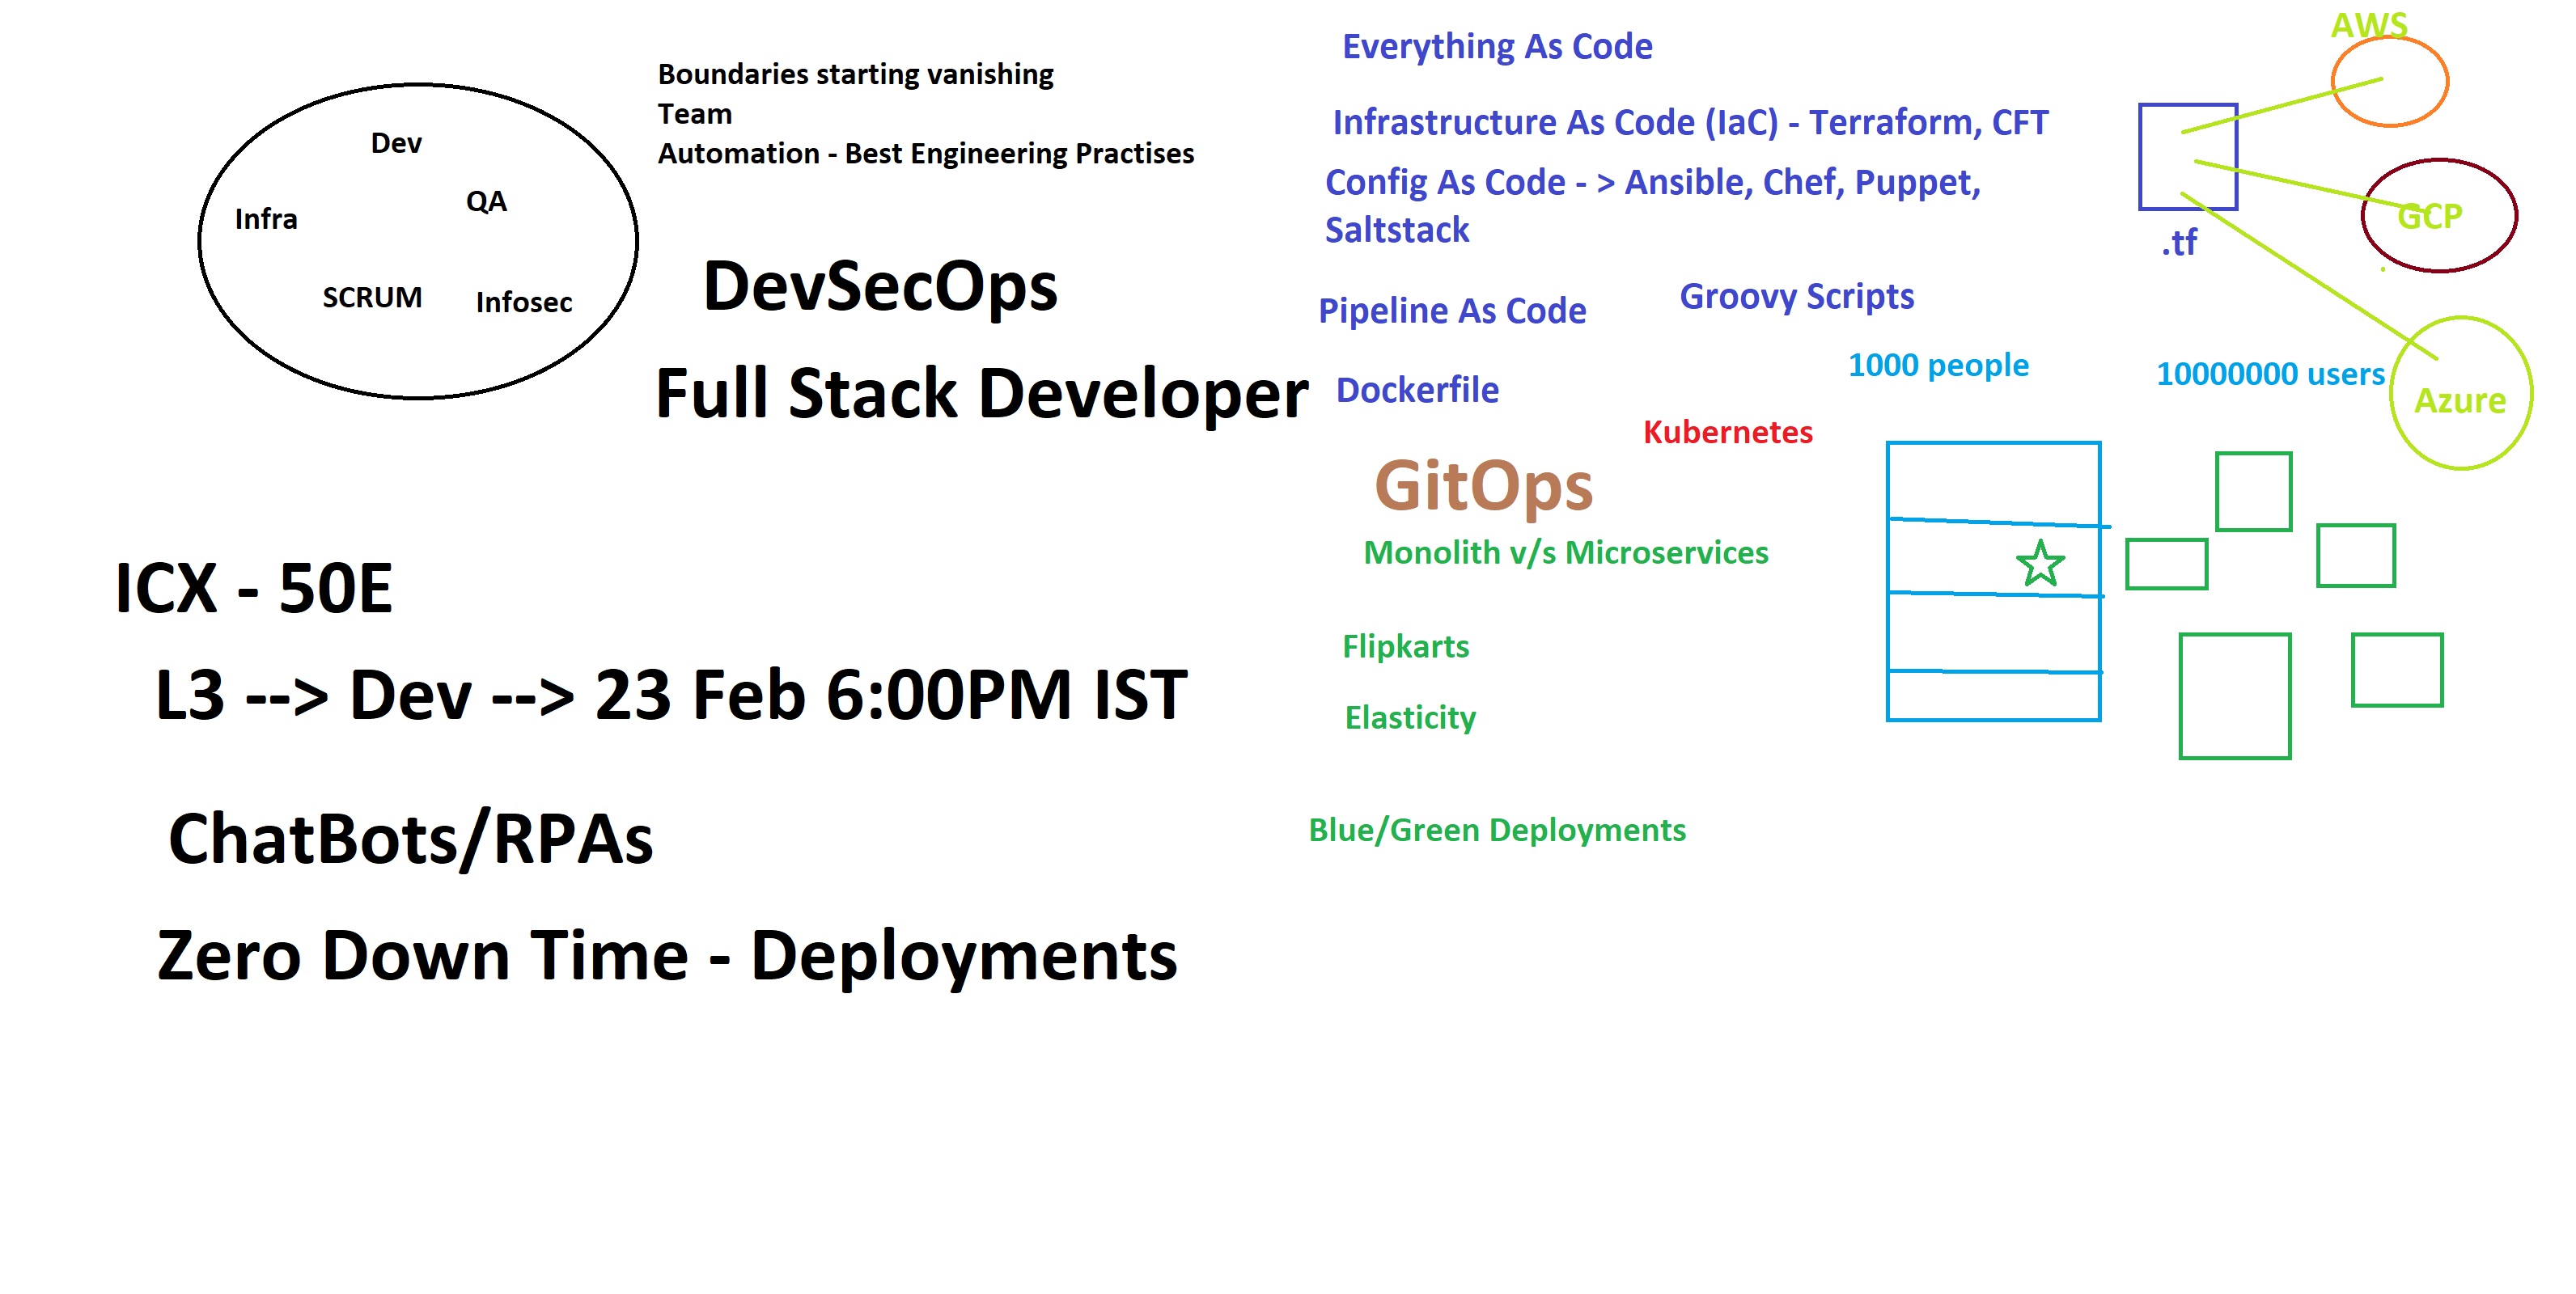 Dev
Infra
QA
SCRUM
Infosec
Boundaries starting vanishing
Team
Automation - Best Engineering Practises
DevSecOps
Full Stack Developer
ICX - 50E
L3 --> Dev --> 23 Feb 6:00PM IST
ChatBots/RPAs
Zero Down Time - Deployments
Everything As Code
Infrastructure As Code (IaC) - Terraform, CFT
Config As Code - > Ansible, Chef, Puppet,
Saltstack
Pipeline As Code
Groovy Scripts
Dockerfile
Kubernetes
GitOps
Monolith v/s Microservices
Flipkarts
Elasticity
Blue/Green Deployments
1000 people
10000000 users
.tf
AWS
GCP
Azure